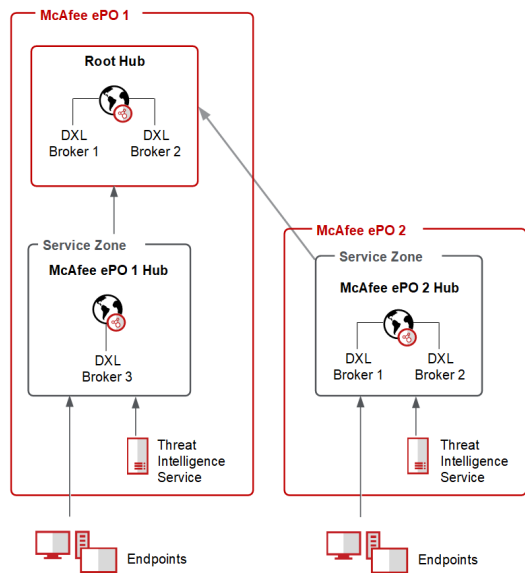 McAfee ePO 1
Root Hub
DXL
Broker 1
DXL
Broker 2
Service Zone
McAfee ePO 1 Hub
DXL
Broker 3
Threat
Intelligence
Service
Endpoints
McAfee ePO 2
Service Zone
McAfee ePO 2 Hub
DXL
Broker 1
DXL
Broker 2
Threat
Intelligence
Service
Endpoints